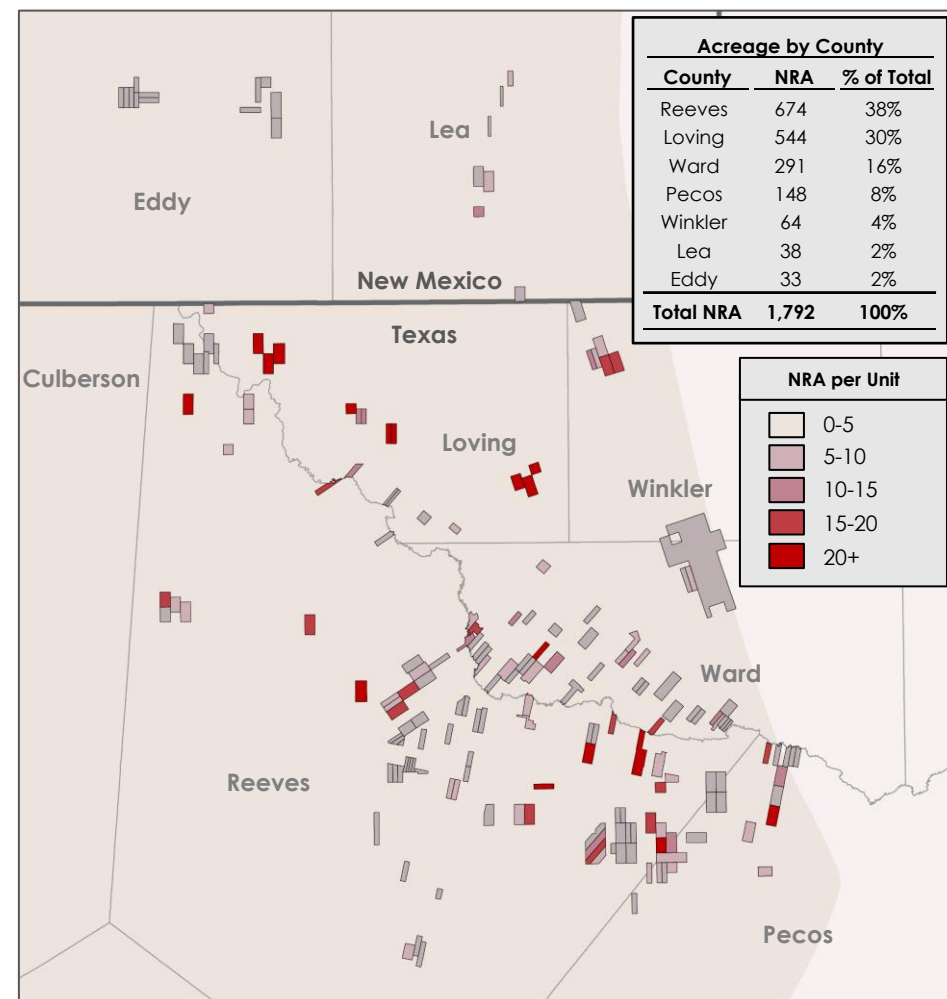 Acreage by County
County NRA % of Total
Reeves 674 38%
Loving 544 30%
Ward 291 16%
Pecos 148 8%
Winkler 64 4%
Lea 38 2%
Eddy 33 2%
Total NRA 1,792 100%
NRA per Unit
0-5
5-10
10-15
15-20
20+
Lea
Eddy
New Mexico
Texas
Culberson
Loving
Winkler
Ward
Reeves
Pecos